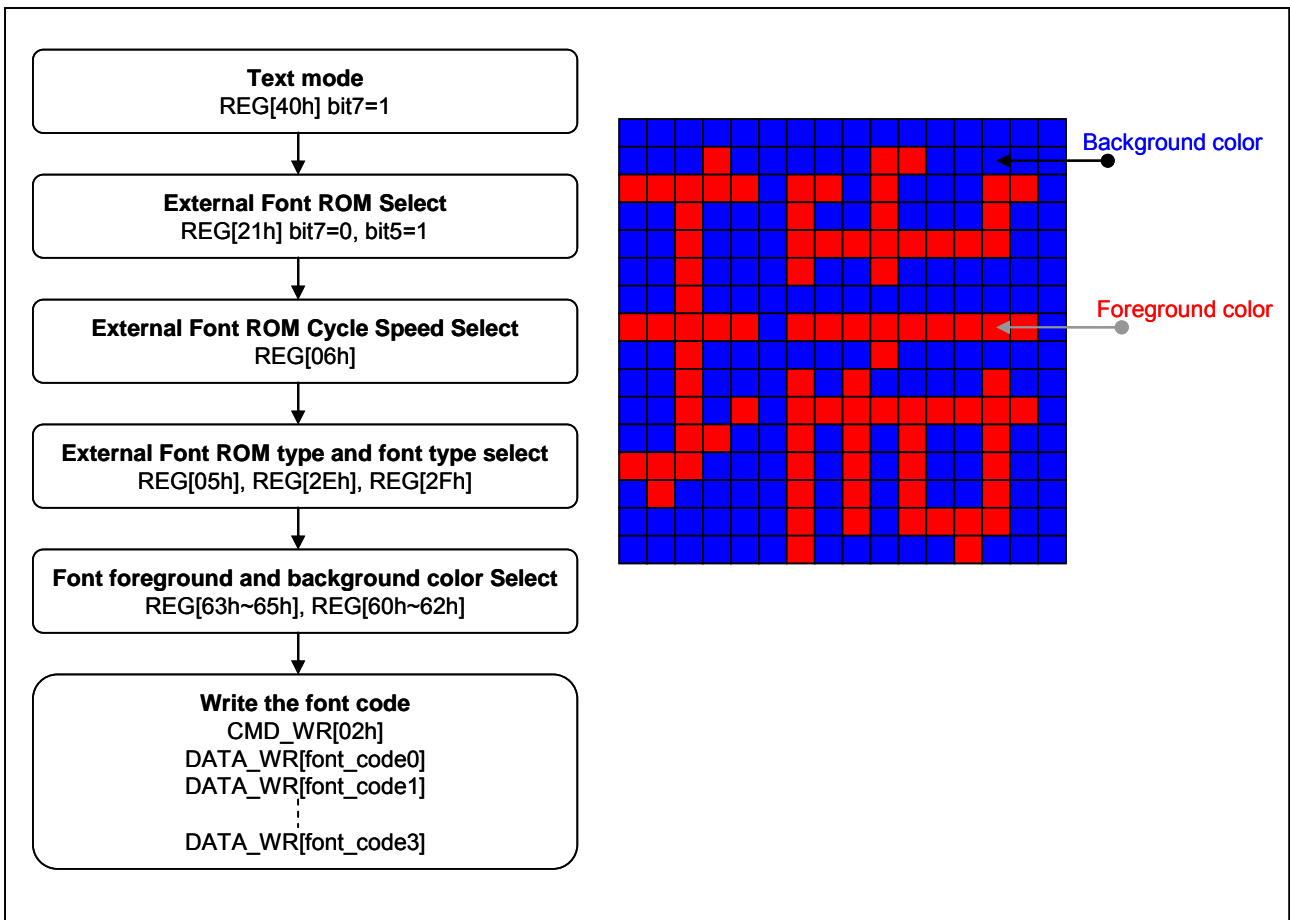 Text mode
REG[40h] bit7=1
External Font ROM Select
REG[21h] bit7=0, bit5=1
External Font ROM Cycle Speed Select
REG[06h]
External Font ROM type and font type select
REG[05h], REG[2Eh], REG[2Fh]
Font foreground and background color Select
REG[63h~65h], REG[60h~62h]
Write the font code
CMD_WR[02h]
DATA_WR[font_code0]
DATA_WR[font_code1]
DATA_WR[font_code3]
Background color
Foreground color